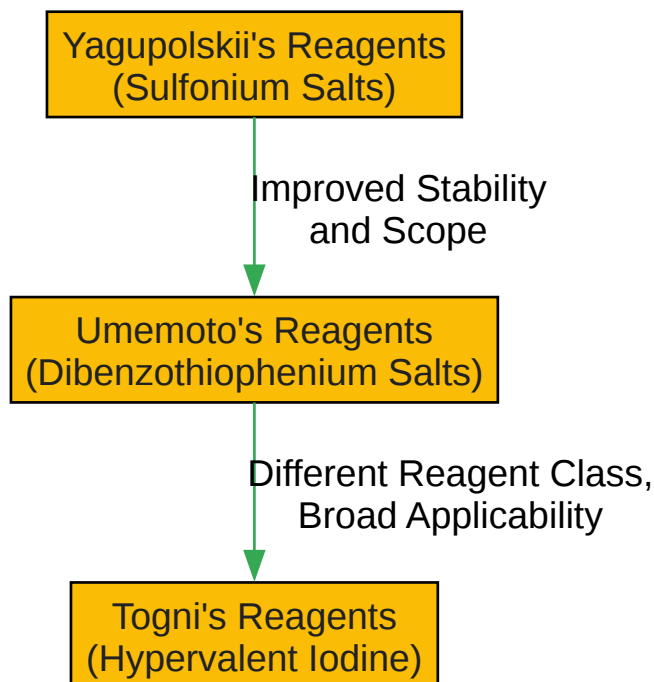 Yagupolskii's Reagents
(Sulfonium Salts)
Improved Stability
and Scope
Umemoto's Reagents
(Dibenzothiophenium Salts)
Different Reagent Class,
Broad Applicability
Togni's Reagents
(Hypervalent Iodine)